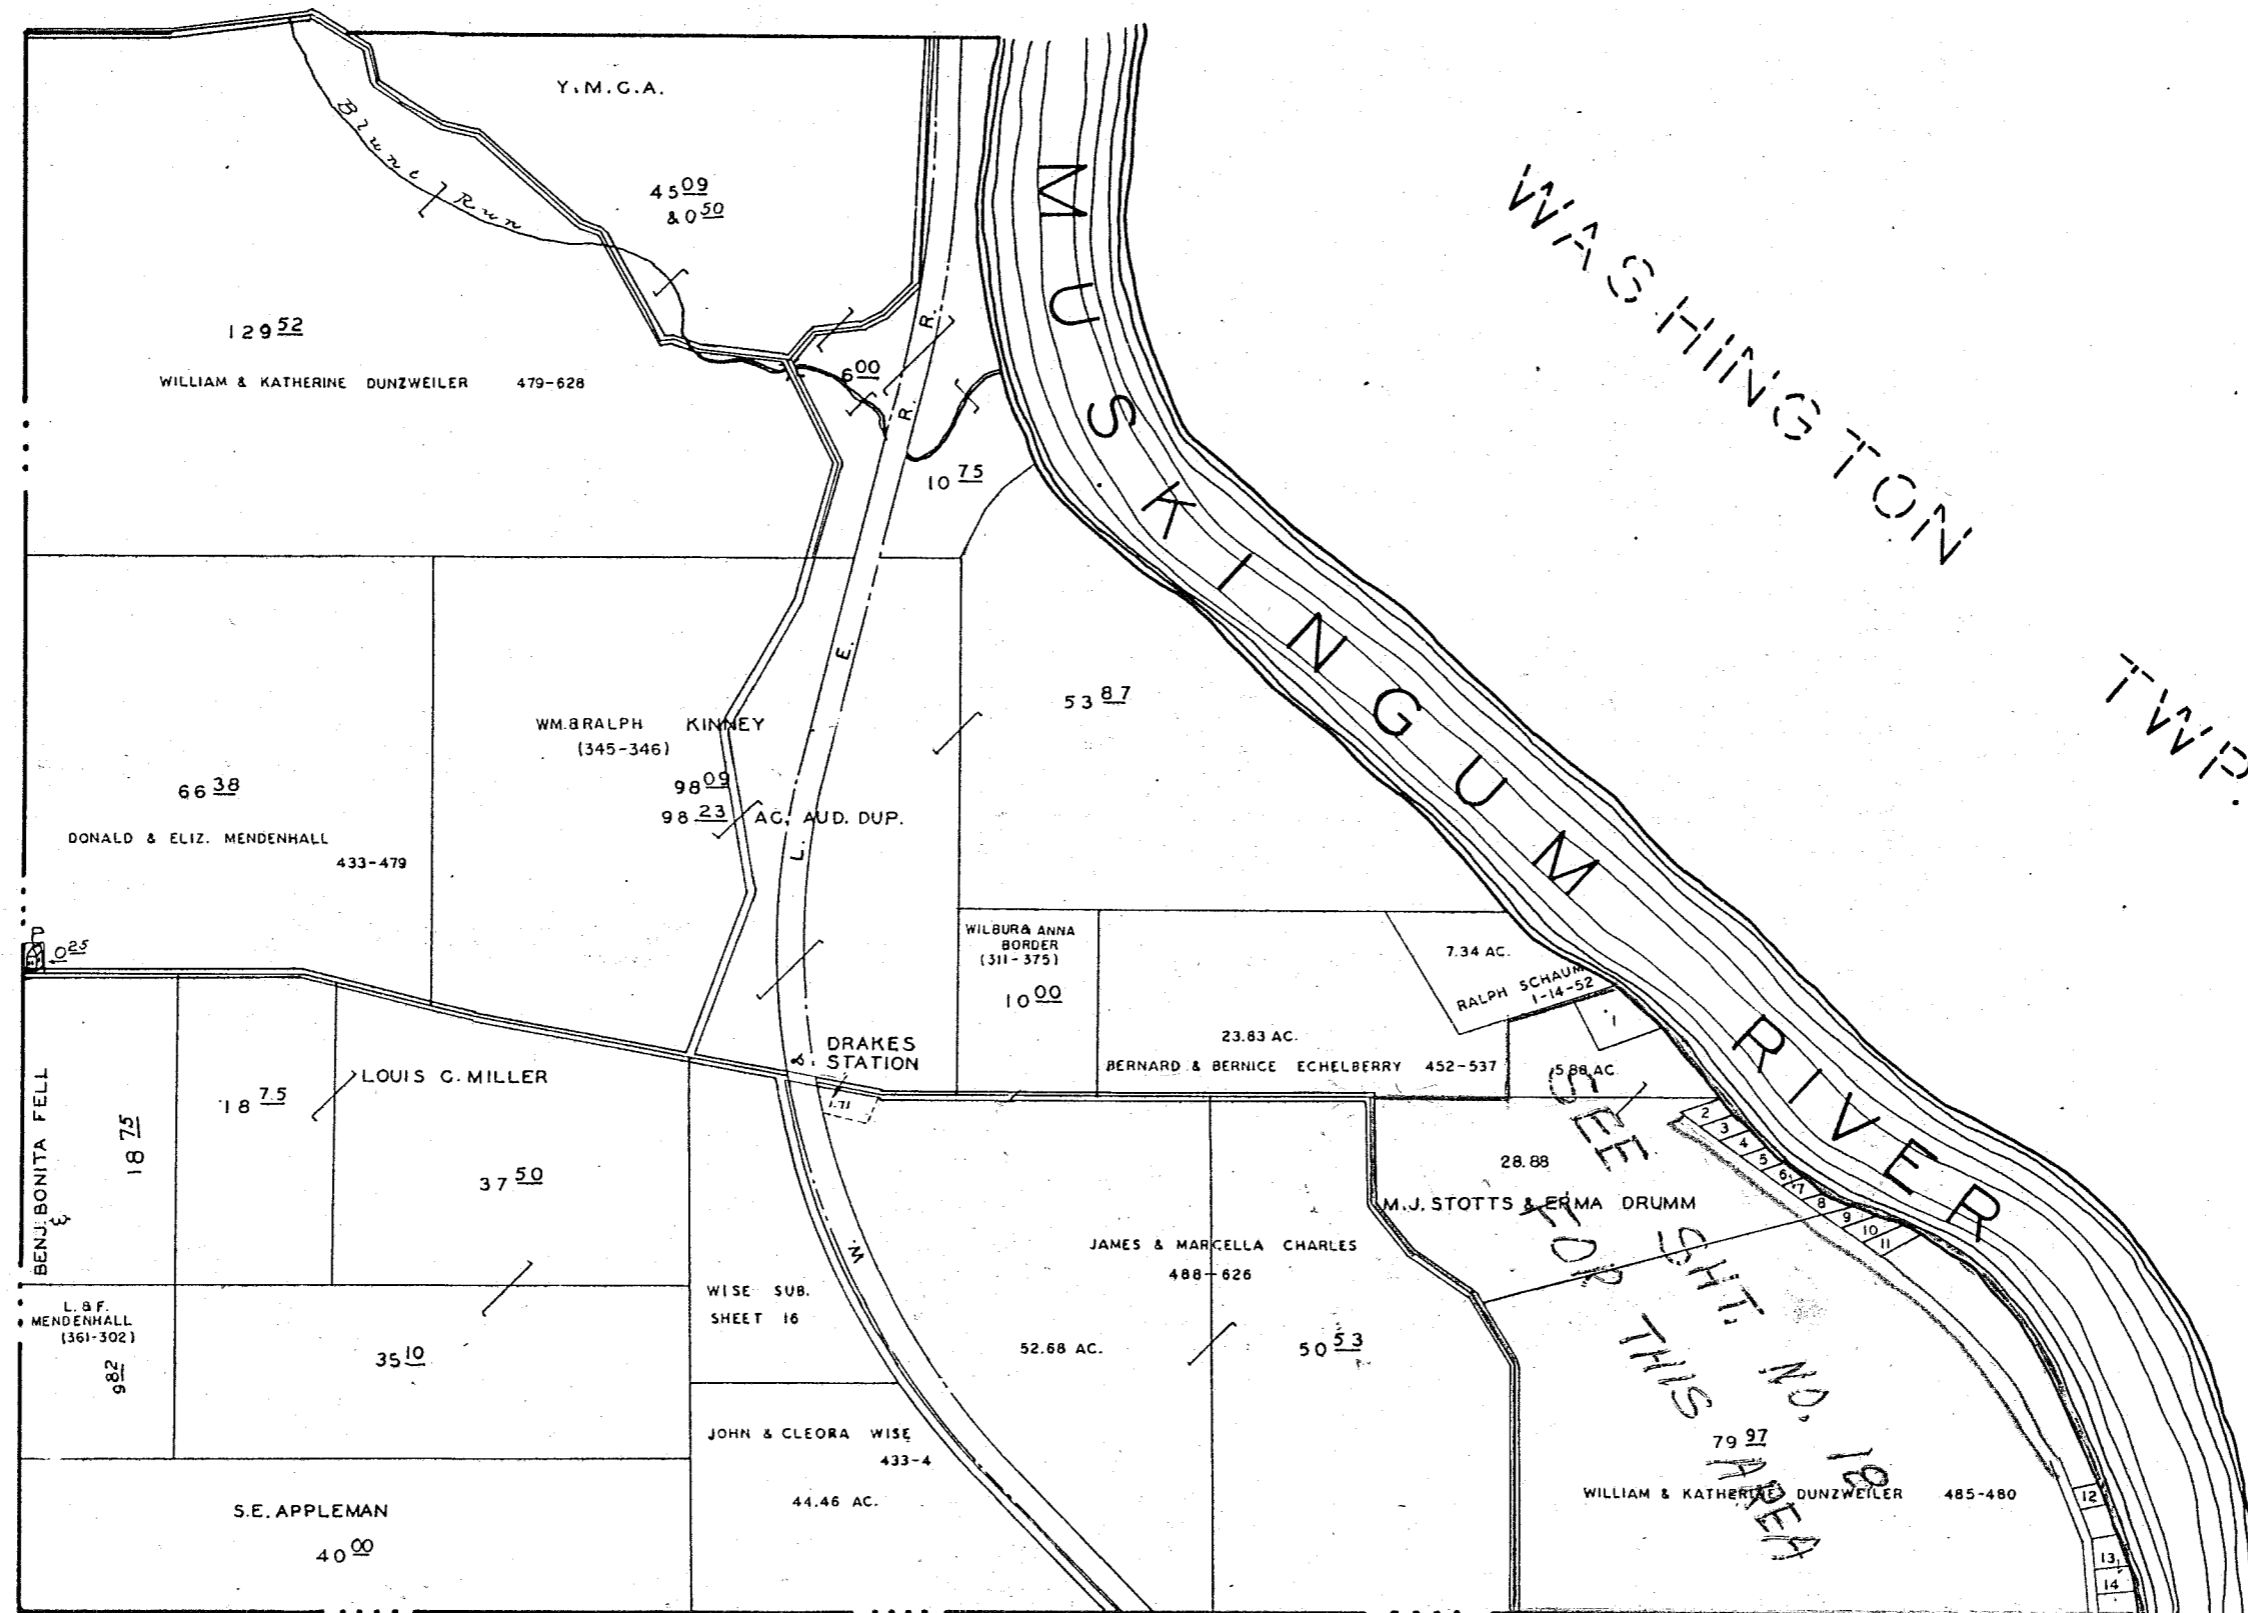 Y.M.C.A.
45 09
& 0 50
Blunt Run
129 52
WILLIAM & KATHERINE DUNZWEILER 479-628
6 00
R. R.
10 75
MUSKINGUM RIVER
WASHINGTON TWP.
WM. & RALPH KINNEY
(345-346)
98 09
98 23 AC. AUD. DUP.
66 38
DONALD & ELIZ. MENDENHALL
433-479
53 87
W. & L. E.
0 25
WILBUR & ANNA
BORDER
(311-375)
10 00
7.34 AC.
RALPH SCHAUM
1-14-52
23.83 AC.
BERNARD & BERNICE ECHELBERRY 452-537
DRAKES
STATION
1.71
1
5.88 AC.
BENJ. & BONITA FELL
18 75
18 75
LOUIS C. MILLER
37 50
28.88
M.J. STOTTS & ERMA DRUMM
2
3
4
5
6
7
8
9
10
11
JAMES & MARCELLA CHARLES
488-626
52.68 AC.
50 53
WISE SUB.
SHEET 16
L. & F.
MENDENHALL
(361-302)
9 82
35 10
JOHN & CLEORA WISE
433-4
44.46 AC.
S.E. APPLEMAN
40 00
SEE SHT. NO. 18
FOR THIS AREA
79 97
WILLIAM & KATHERINE DUNZWEILER 485-480
12
13
14